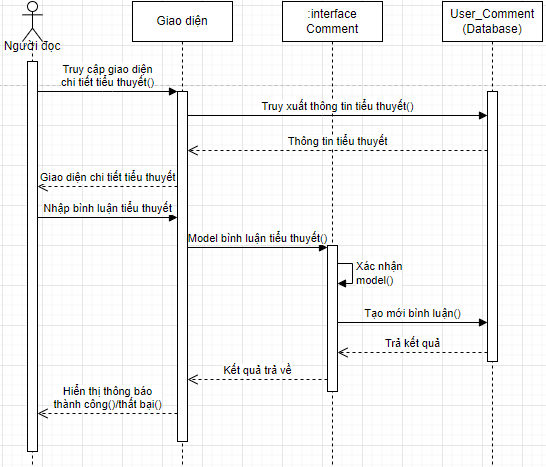 Giao diện
:interface
Comment
User_Comment
(Database)
Người đọc
Truy cập giao diện
chi tiết tiểu thuyết()
Truy xuất thông tin tiểu thuyết()
Thông tin tiểu thuyết
Giao diện chi tiết tiểu thuyết
Nhập bình luận tiểu thuyết
Model bình luận tiểu thuyết()
Xác nhận
model()
Tạo mới bình luận()
Trả kết quả
Kết quả trả về
Hiển thị thông báo
thành công()/thất bại()